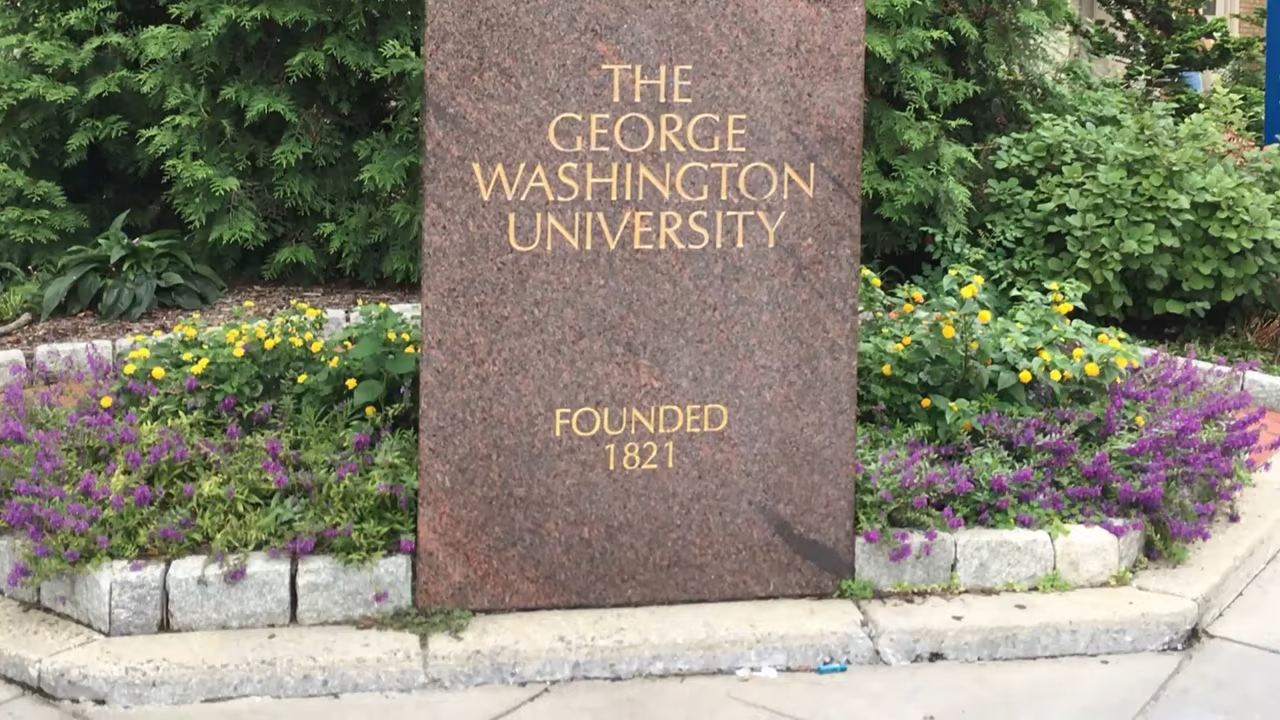 THE
GEORGE
WASHINGTON
UNIVERSITY
FOUNDED
1821